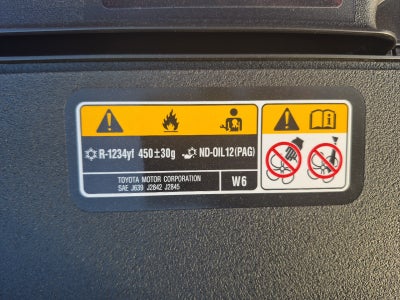 R-1234yf 450±30g ND-OIL12(PAG)
TOYOTA MOTOR CORPORATION
SAE J639 J2842 J2845
W6